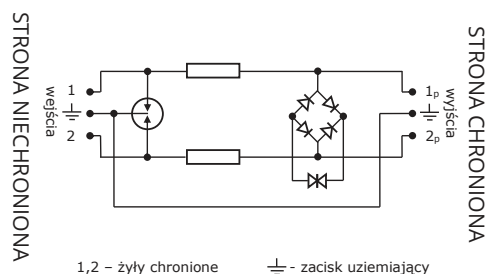 STRONA NIECHRONIONA
wejścia
1
2
1p
2p
wyjścia
STRONA CHRONIONA
1,2 – żyły chronione
- zacisk uziemiający